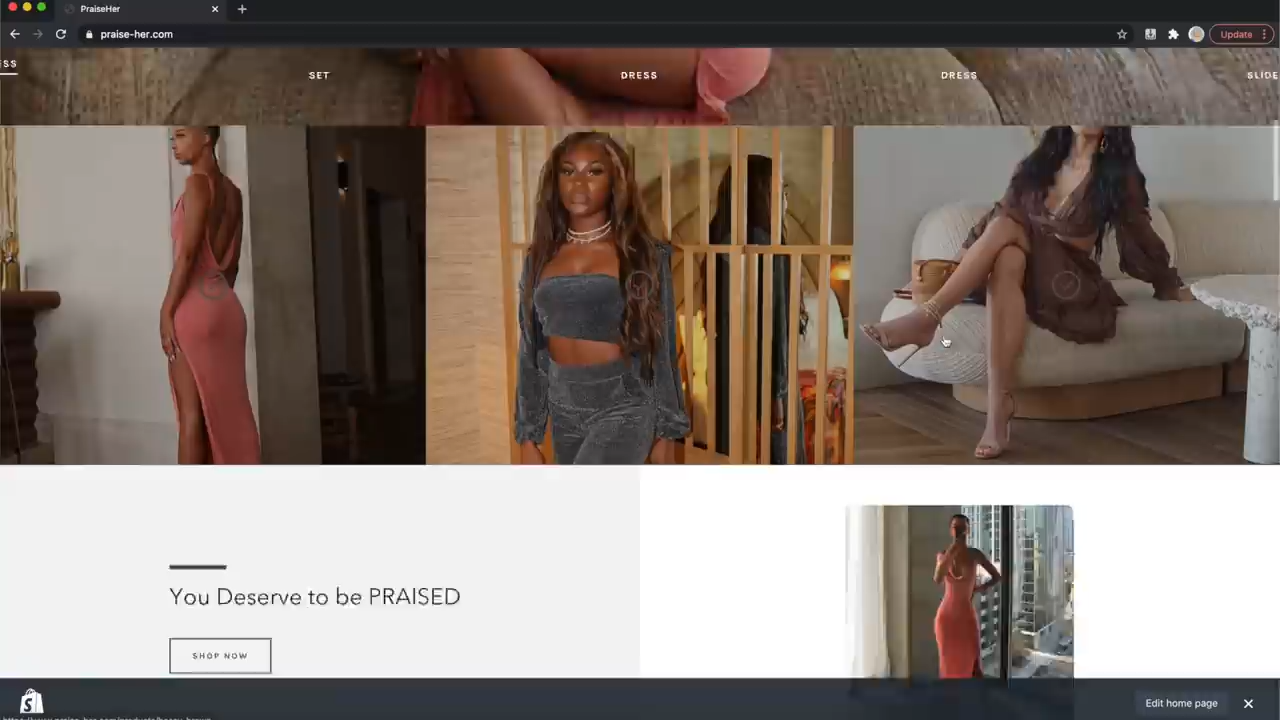 PraiseHer
praise-her.com
Update
SS
SET
DRESS
DRESS
SLIDE
You Deserve to be PRAISED
SHOP NOW
Edit home page